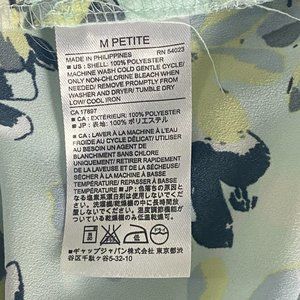 M PETITE
MADE IN PHILIPPINES RN 54023
■ US : SHELL: 100% POLYESTER
MACHINE WASH COLD GENTLE CYCLE/
ONLY NON-CHLORINE BLEACH WHEN
NEEDED/ REMOVE PROMPTLY FROM
WASHER AND DRYER/ TUMBLE DRY
LOW/ COOL IRON
CA 17897
■ CA : EXTÉRIEUR: 100% POLYESTER
■ JP : 表地: 100% ポリエステル
■ CA : LAVER À LA MACHINE À L'EAU
FROIDE AU CYCLE DÉLICAT/ UTILISER
AU BESOIN UN AGENT DE
BLANCHIMENT SANS CHLORE
UNIQUEMENT/ RETIRER RAPIDEMENT
DE LA LAVEUSE ET DE LA SÉCHEUSE/
SÉCHER À LA MACHINE À BASSE
TEMPÉRATURE/ REPASSER À BASSE
TEMPÉRATURE
■ ギャップジャパン株式会社 東京都渋
谷区千駄ヶ谷5-32-10